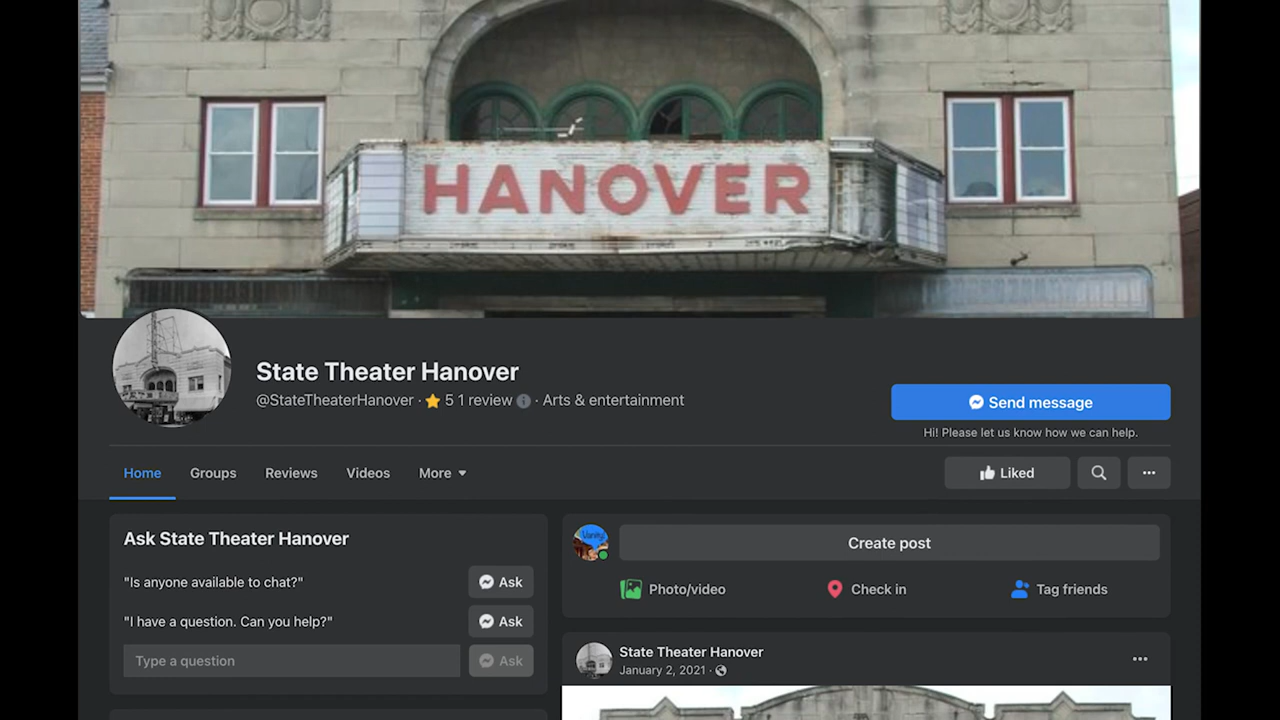 HANOVER
State Theater Hanover
@StateTheaterHanover · 5 1 review · Arts & entertainment
Send message
Hi! Please let us know how we can help.
Home Groups Reviews Videos More
Liked
Ask State Theater Hanover
"Is anyone available to chat?" Ask
"I have a question. Can you help?" Ask
Type a question Ask
Create post
Photo/video Check in Tag friends
State Theater Hanover
January 2, 2021 ·